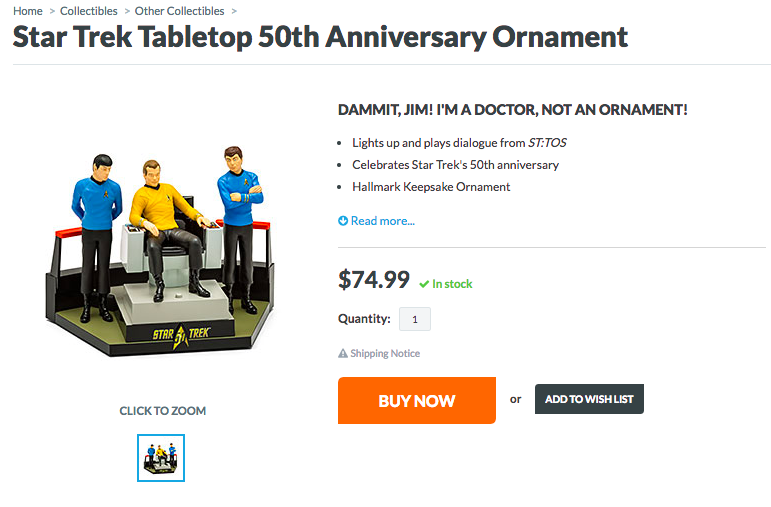 Home > Collectibles > Other Collectibles >
Star Trek Tabletop 50th Anniversary Ornament
DAMMIT, JIM! I'M A DOCTOR, NOT AN ORNAMENT!
• Lights up and plays dialogue from ST:TOS
• Celebrates Star Trek's 50th anniversary
• Hallmark Keepsake Ornament
Read more...
$74.99 In stock
Quantity: 1
Shipping Notice
BUY NOW or ADD TO WISH LIST
STAR TREK
CLICK TO ZOOM